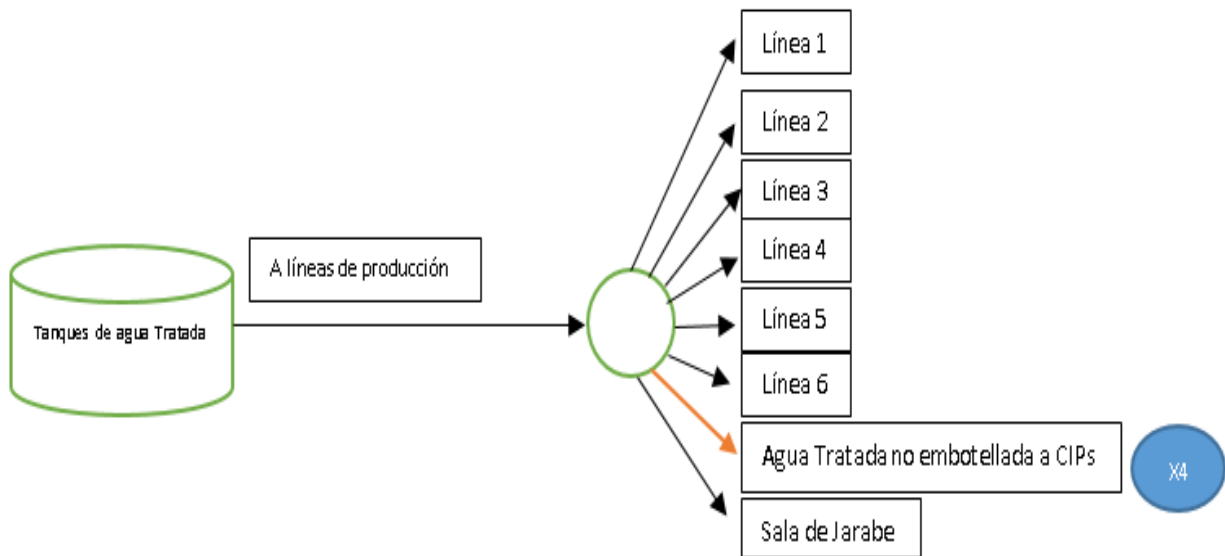 Línea 1
Línea 2
Línea 3
A líneas de producción
Línea 4
Tanques de agua Tratada
Línea 5
Línea 6
Agua Tratada no embotellada a CIPs
X4
Sala de Jarabe